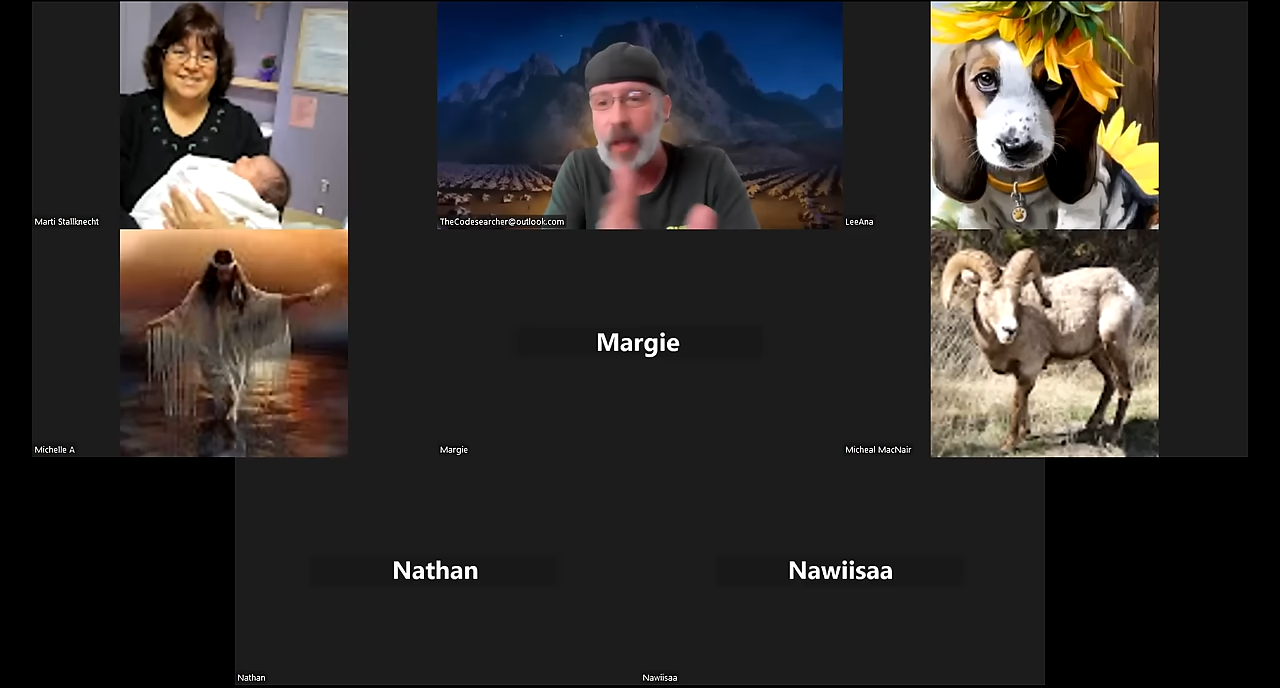 Marti Stallknecht
TheCodesearcher@outlook.com
LeeAna
Margie
Michelle A
Margie
Micheal MacNair
Nathan
Nawiisaa
Nathan
Nawiisaa